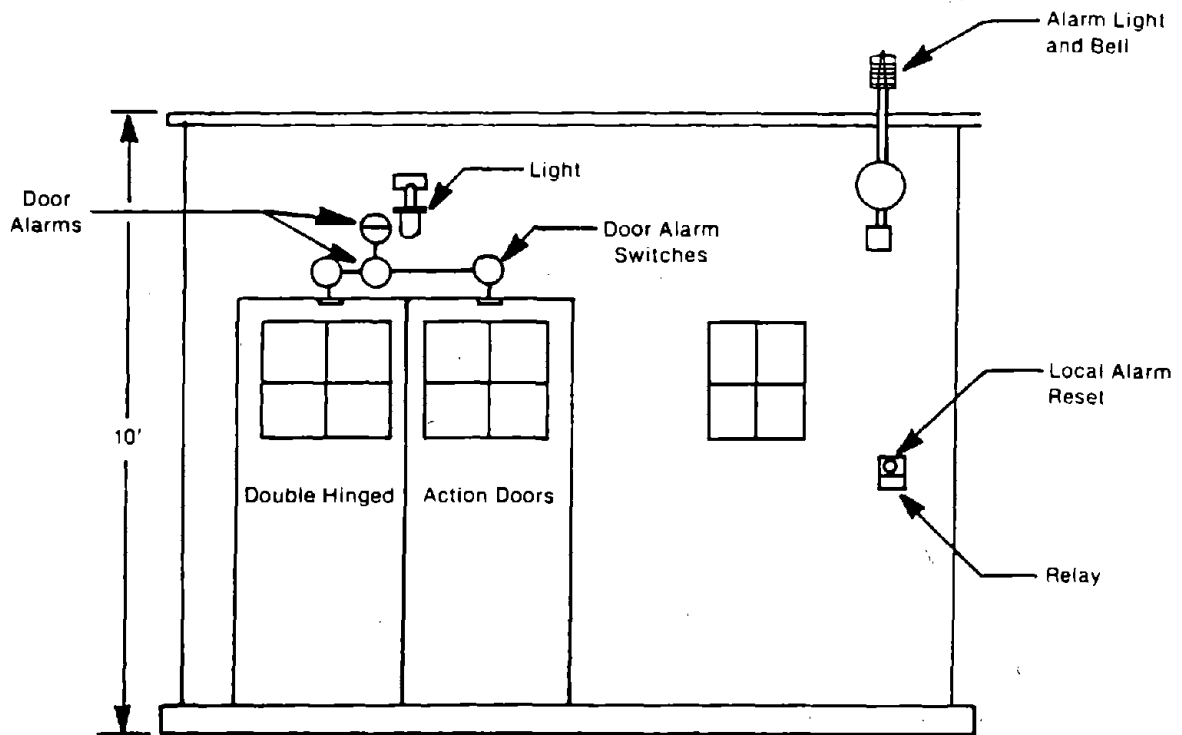 Alarm Light
and Bell
Light
Door
Alarms
Door Alarm
Switches
Local Alarm
Reset
10'
Double Hinged
Action Doors
Relay